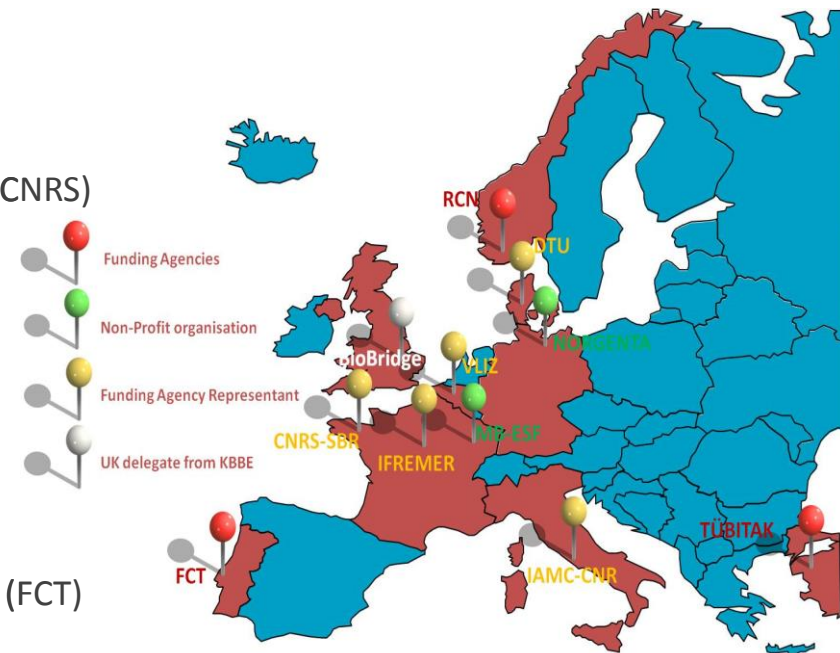 CNRS)
RCN
DTU
Funding Agencies
Non-Profit organisation
NORGENTA
BioBridge
VLIZ
Funding Agency Representant
CNRS-SBR
MB-ESF
IFREMER
UK delegate from KBBE
TÜBITAK
FCT
IAMC-CNR
(FCT)